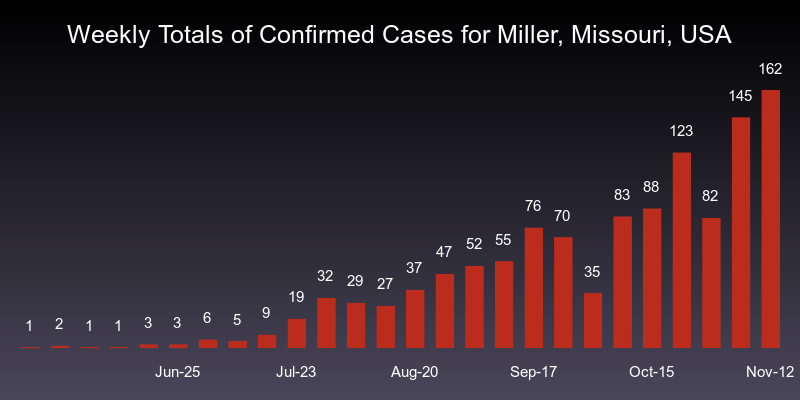 Weekly Totals of Confirmed Cases for Miller, Missouri, USA
1 2 1 1 3 3 6 5 9 19 32 29 27 37 47 52 55 76 70 35 83 88 123 82 145 162
Jun-25 Jul-23 Aug-20 Sep-17 Oct-15 Nov-12